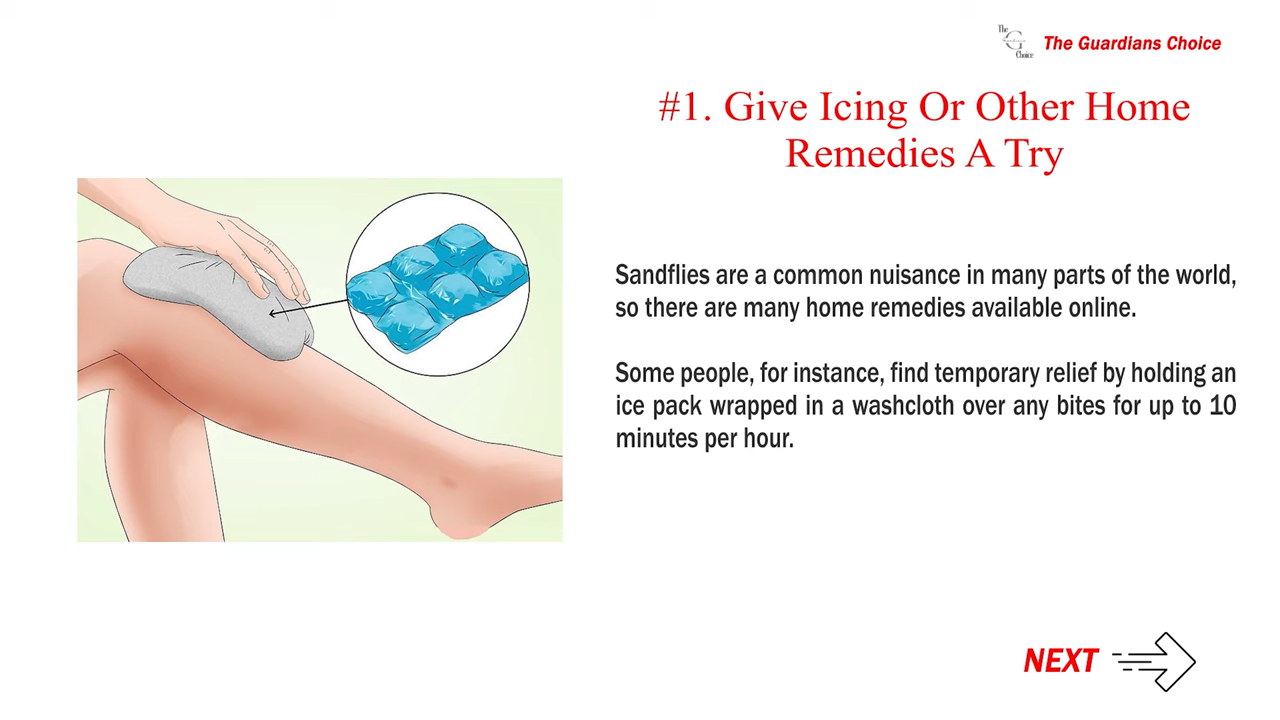 The
G
Choice
The Guardians Choice
#1. Give Icing Or Other Home
Remedies A Try
Sandflies are a common nuisance in many parts of the world,
so there are many home remedies available online.
Some people, for instance, find temporary relief by holding an
ice pack wrapped in a washcloth over any bites for up to 10
minutes per hour.
NEXT